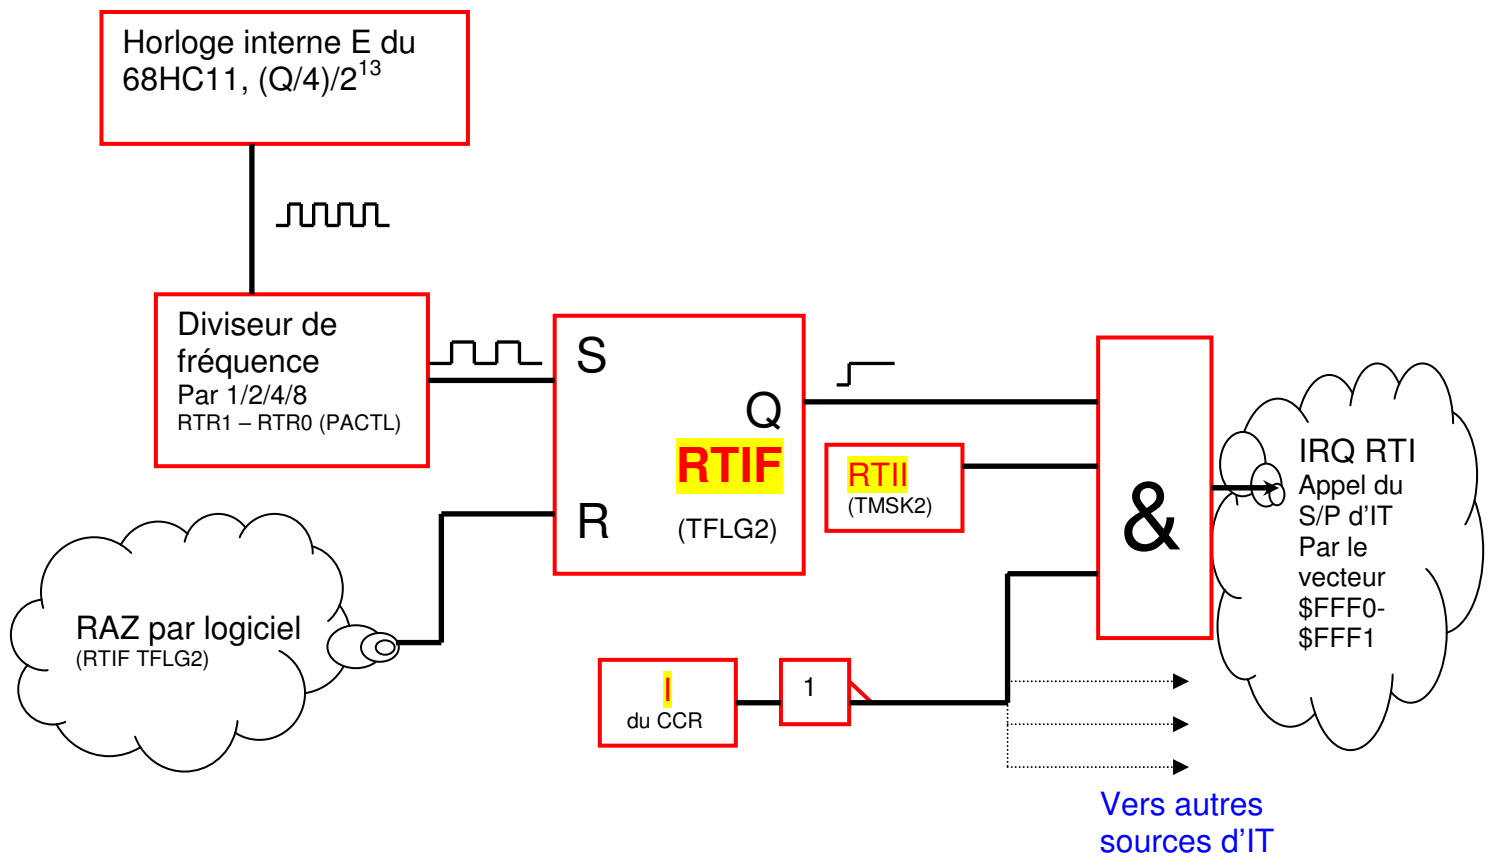 Horloge interne E du
68HC11, (Q/4)/2¹³
Diviseur de
fréquence
Par 1/2/4/8
RTR1 – RTR0 (PACTL)
S
Q
RTIF
(TFLG2)
R
RTII
(TMSK2)
&
IRQ RTI
Appel du
S/P d’IT
Par le
vecteur
$FFF0-
$FFF1
RAZ par logiciel
(RTIF TFLG2)
I
du CCR
1
Vers autres
sources d’IT